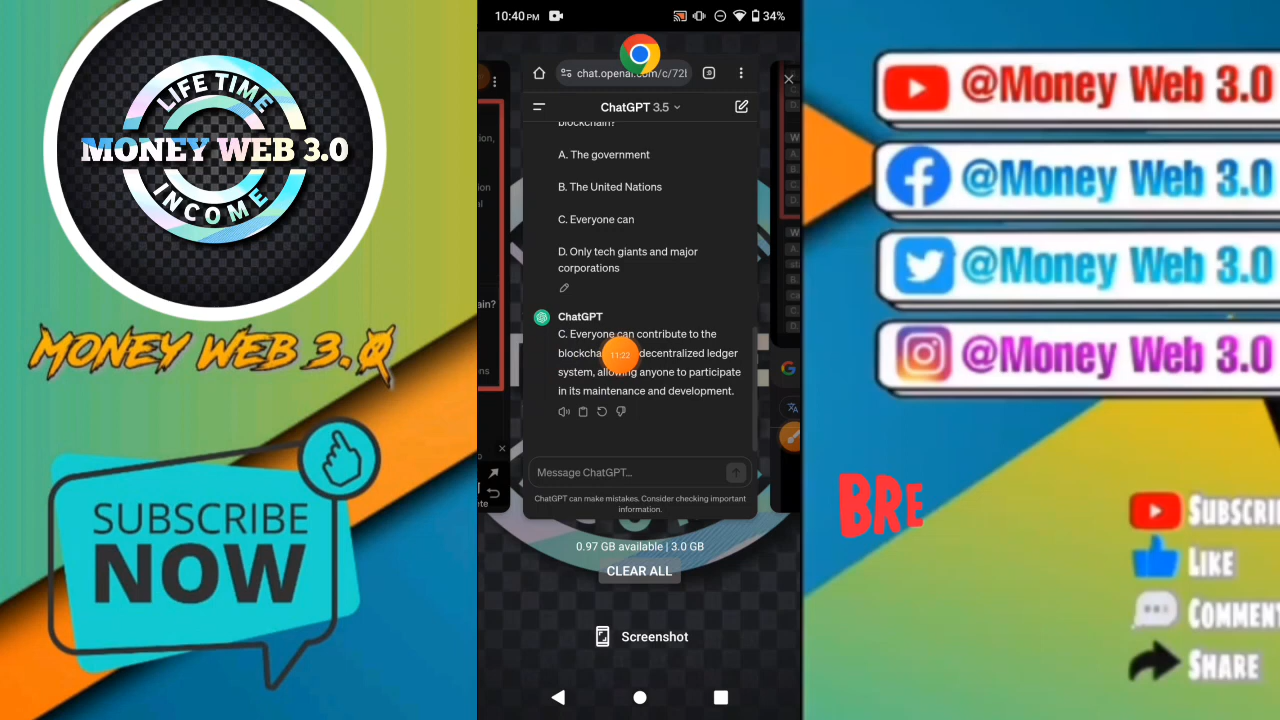 LIFE TIME
MONEY WEB 3.0
INCOME
MONEY WEB 3.0
SUBSCRIBE
NOW
10:40 PM
34%
chat.openai.com/c/72l
ChatGPT 3.5
blockchain?
A. The government
B. The United Nations
C. Everyone can
D. Only tech giants and major
corporations
ChatGPT
C. Everyone can contribute to the
decentralized ledger
system, allowing anyone to participate
in its maintenance and development.
11:22
Message ChatGPT...
ChatGPT can make mistakes. Consider checking important
information.
0.97 GB available | 3.0 GB
CLEAR ALL
Screenshot
@Money Web 3.0
@Money Web 3.0
@Money Web 3.0
@Money Web 3.0
BRE
SUBSCRI
LIKE
COMMENT
SHARE